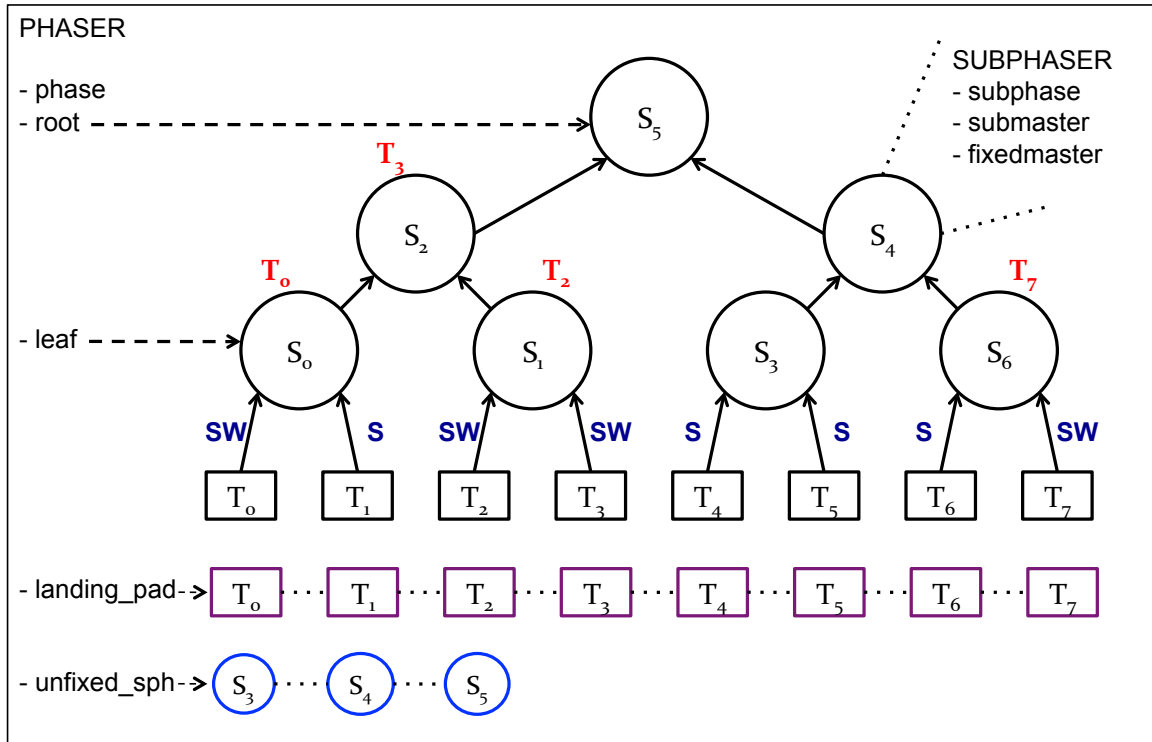 PHASER
- phase
- root
S5
SUBPHASER
- subphase
- submaster
- fixedmaster
T3
S2
S4
T0
T2
T7
- leaf
S0
S1
S3
S6
SW S SW SW S S S SW
T0 T1 T2 T3 T4 T5 T6 T7
- landing_pad
T0 T1 T2 T3 T4 T5 T6 T7
- unfixed_sph
S3 S4 S5